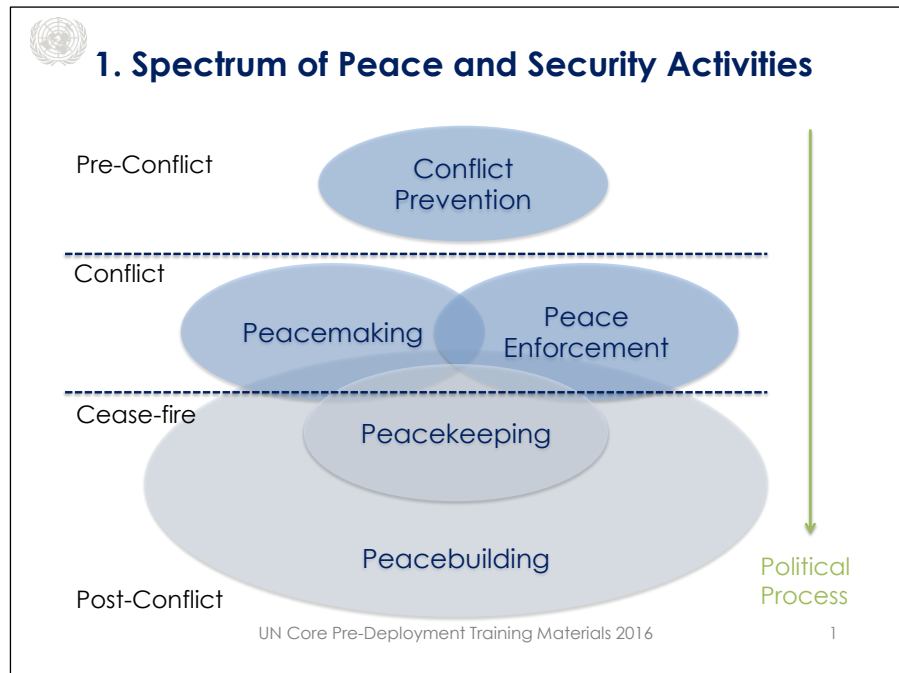 1. Spectrum of Peace and Security Activities
Pre-Conflict
Conflict
Prevention
Conflict
Peacemaking
Peace
Enforcement
Cease-fire
Peacekeeping
Peacebuilding
Political
Process
Post-Conflict
UN Core Pre-Deployment Training Materials 2016
1